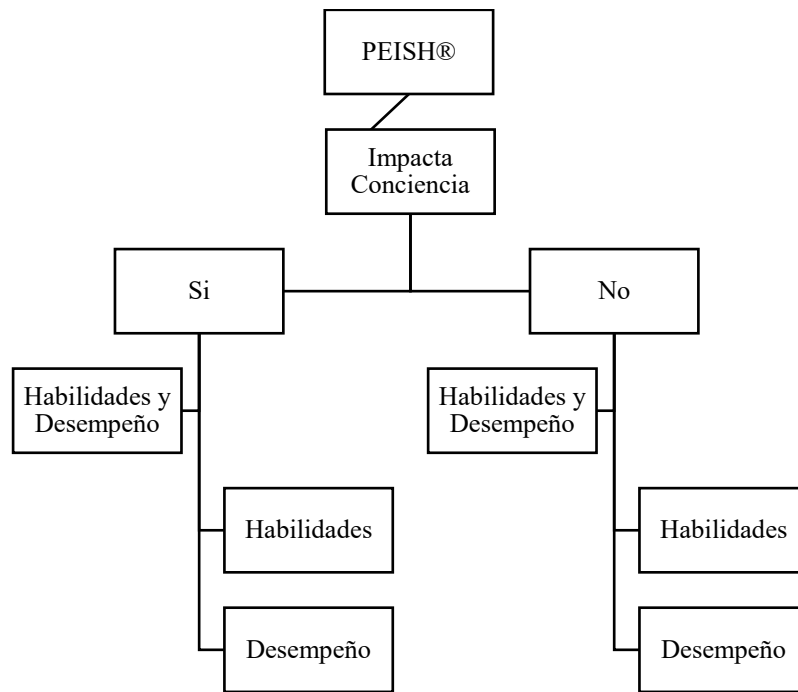 PEISH®
Impacta
Conciencia
Si
No
Habilidades y
Desempeño
Habilidades y
Desempeño
Habilidades
Habilidades
Desempeño
Desempeño